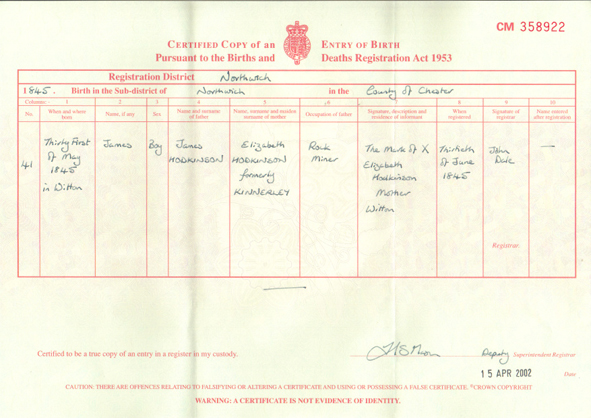 CM 358922
CERTIFIED COPY OF AN ENTRY OF BIRTH
Pursuant to the Births and Deaths Registration Act 1953
Registration District Northwich
1845. Birth in the Sub-district of Northwich in the County of Chester
Columns:- 1 2 3 4 5 6 7 8 9 10
No. When and where born Name, if any Sex Name and surname of father Name, surname and maiden surname of mother Occupation of father Signature, description and residence of informant When registered Signature of registrar Name entered after registration
41 Thirty First of May 1845 in Witton James Boy James HODKINSON Elizabeth HODKINSON formerly KINNERLEY Rock Miner The Mark of X Elizabeth Hodkinson Mother Witton Thirtieth of June 1845 John Dale —
Registrar
Certified to be a true copy of an entry in a register in my custody.
Deputy Superintendent Registrar
15 APR 2002 Date
CAUTION: THERE ARE OFFENCES RELATING TO FALSIFYING OR ALTERING A CERTIFICATE AND USING OR POSSESSING A FALSE CERTIFICATE. ©CROWN COPYRIGHT
WARNING: A CERTIFICATE IS NOT EVIDENCE OF IDENTITY.